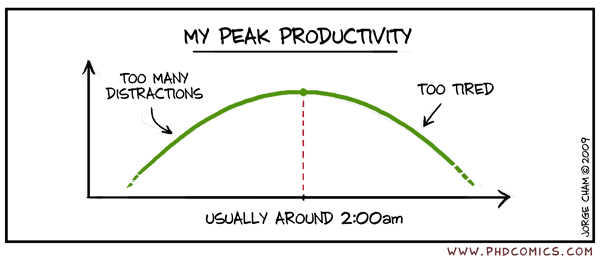 MY PEAK PRODUCTIVITY
TOO MANY
DISTRACTIONS
TOO TIRED
USUALLY AROUND 2:00am
JORGE CHAM © 2009
WWW.PHDCOMICS.COM